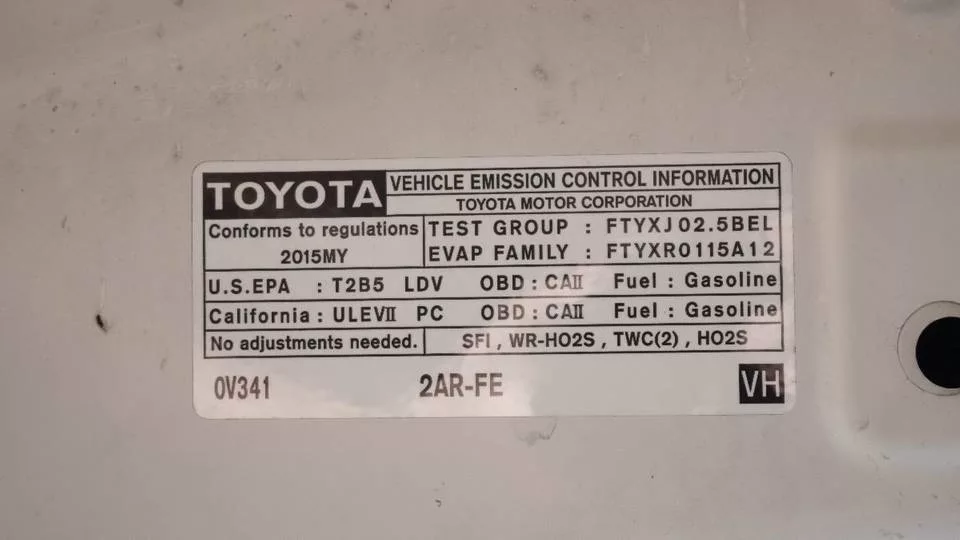 TOYOTA VEHICLE EMISSION CONTROL INFORMATION
TOYOTA MOTOR CORPORATION
Conforms to regulations
2015MY
TEST GROUP : FTYXJ02.5BEL
EVAP FAMILY : FTYXR0115A12
U.S.EPA : T2B5 LDV OBD : CAII Fuel : Gasoline
California : ULEVII PC OBD : CAII Fuel : Gasoline
No adjustments needed. SFI , WR-HO2S , TWC(2) , HO2S
0V341 2AR-FE VH